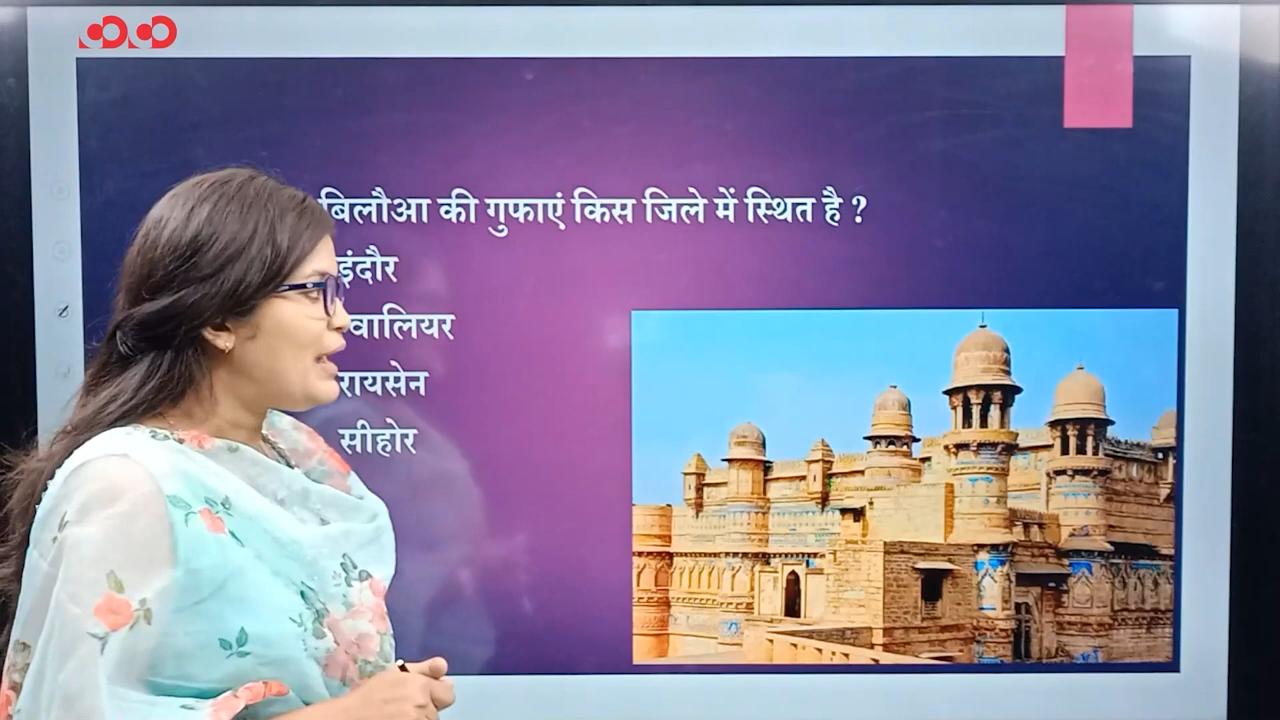 बिलौआ की गुफाएं किस जिले में स्थित है ?
इंदौर
वालियर
रायसेन
सीहोर